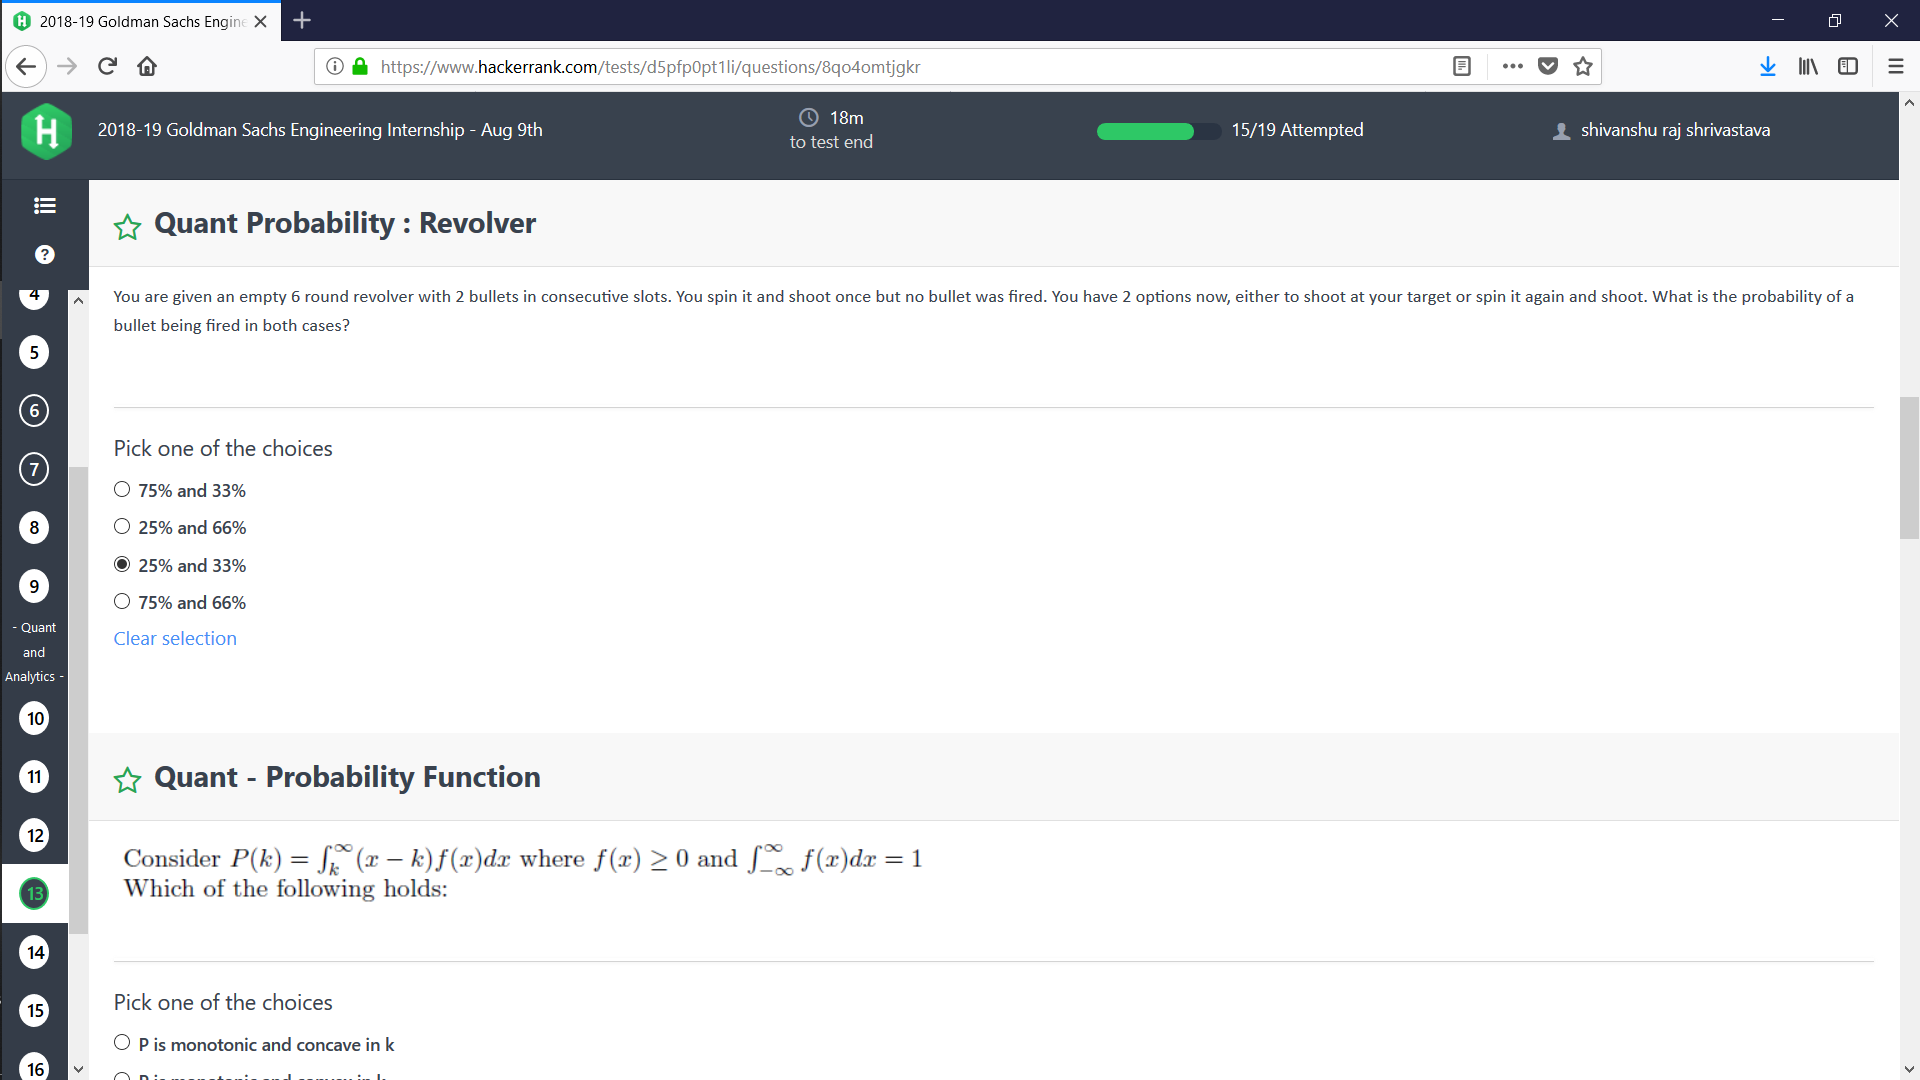 2018-19 Goldman Sachs Engine
https://www.hackerrank.com/tests/d5pfp0pt1li/questions/8qo4omtjgkr
H
2018-19 Goldman Sachs Engineering Internship - Aug 9th
18m
to test end
15/19 Attempted
shivanshu raj shrivastava
?
4
5
6
7
8
9
- Quant
and
Analytics -
10
11
12
13
14
15
16
Quant Probability : Revolver
You are given an empty 6 round revolver with 2 bullets in consecutive slots. You spin it and shoot once but no bullet was fired. You have 2 options now, either to shoot at your target or spin it again and shoot. What is the probability of a
bullet being fired in both cases?
Pick one of the choices
75% and 33%
25% and 66%
25% and 33%
75% and 66%
Clear selection
Quant - Probability Function
Consider P(k) = ∫_k^∞ (x − k)f(x)dx where f(x) ≥ 0 and ∫_{−∞}^∞ f(x)dx = 1
Which of the following holds:
Pick one of the choices
P is monotonic and concave in k